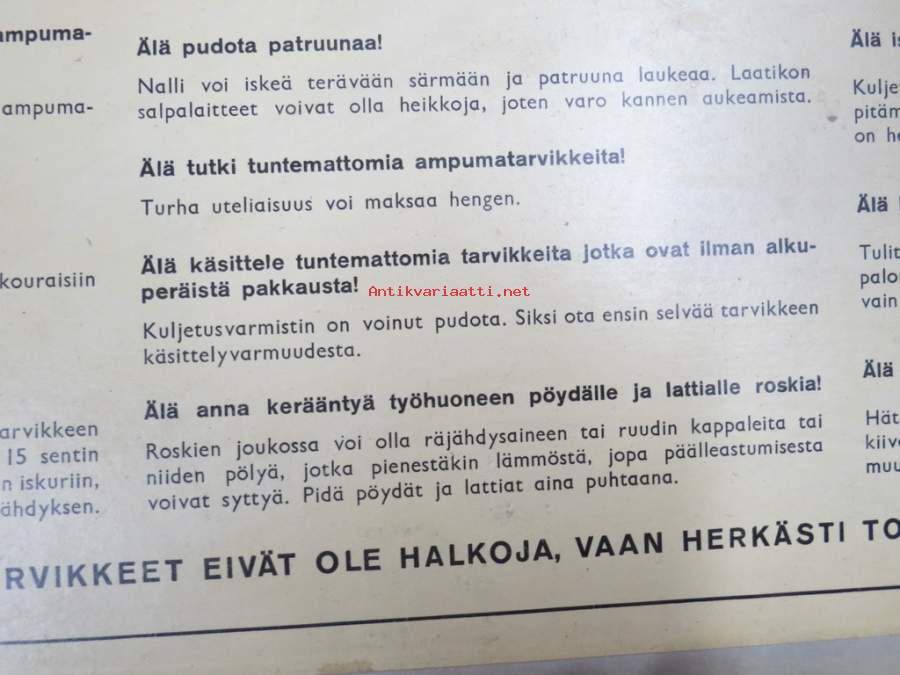 ampuma-
ampuma-
kouraisiin
arvikkeen
15 sentin
n iskuriin,
ähdyksen.
Älä pudota patruunaa!
Nalli voi iskeä terävään särmään ja patruuna laukeaa. Laatikon
salpalaitteet voivat olla heikkoja, joten varo kannen aukeamista.
Älä tutki tuntemattomia ampumatarvikkeita!
Turha uteliaisuus voi maksaa hengen.
Älä käsittele tuntemattomia tarvikkeita jotka ovat ilman alku-
peräistä pakkausta!
Antikvariaatti.net
Kuljetusvarmistin on voinut pudota. Siksi ota ensin selvää tarvikkeen
käsittelyvarmuudesta.
Älä anna kerääntyä työhuoneen pöydälle ja lattialle roskia!
Roskien joukossa voi olla räjähdysaineen tai ruudin kappaleita tai
niiden pölyä, jotka pienestäkin lämmöstä, jopa päälleastumisesta
voivat syttyä. Pidä pöydät ja lattiat aina puhtaana.
Älä is
Kuljet
pitäm
on he
Älä
Tulit
palo
vain
Älä
Hät
kiiv
muu
RVIKKEET EIVÄT OLE HALKOJA, VAAN HERKÄSTI TO